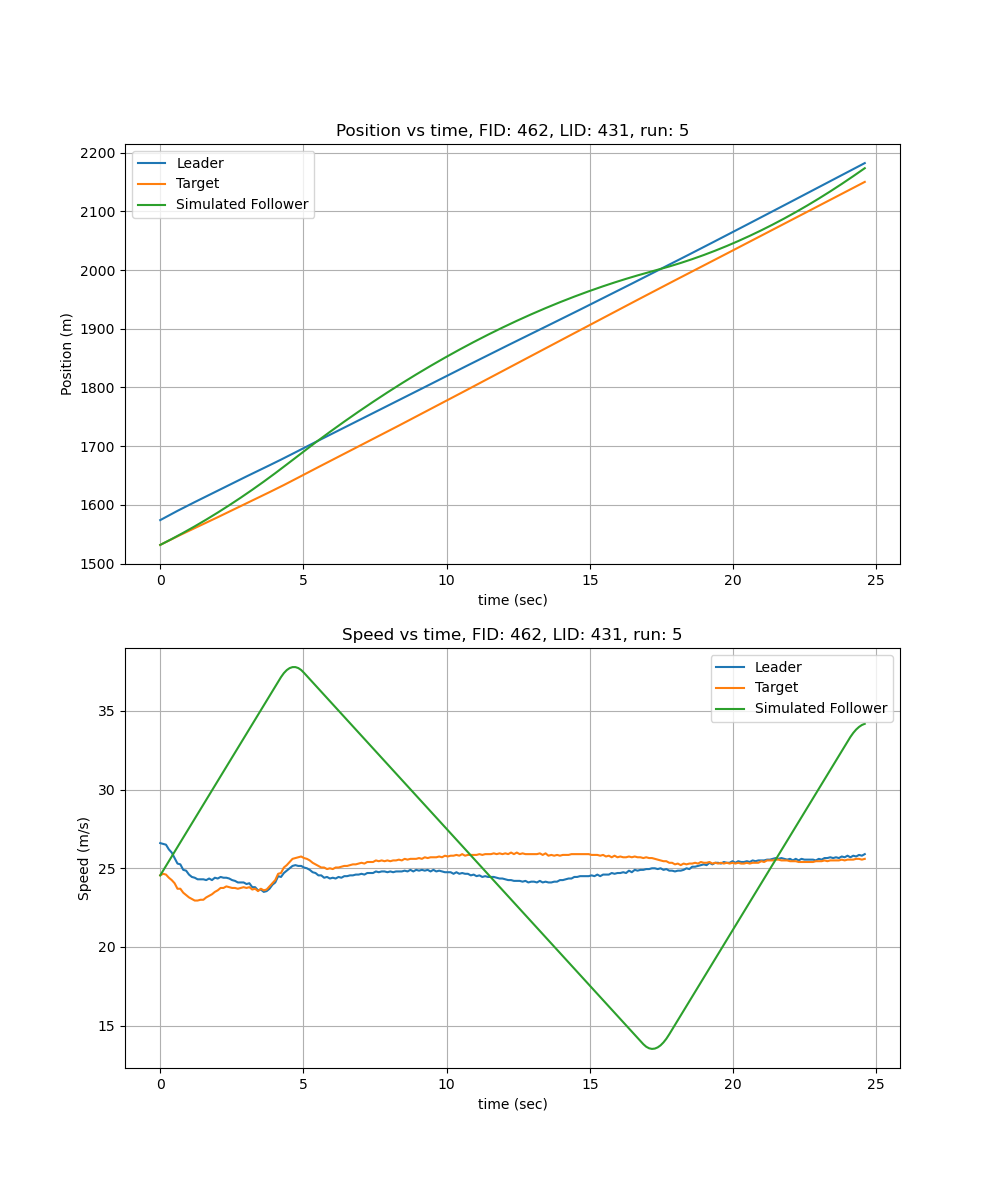 Position vs time, FID: 462, LID: 431, run: 5
Leader
Target
Simulated Follower
2200
2100
2000
1900
1800
1700
1600
1500
Position (m)
0 5 10 15 20 25
time (sec)
Speed vs time, FID: 462, LID: 431, run: 5
Leader
Target
Simulated Follower
35
30
25
20
15
Speed (m/s)
0 5 10 15 20 25
time (sec)